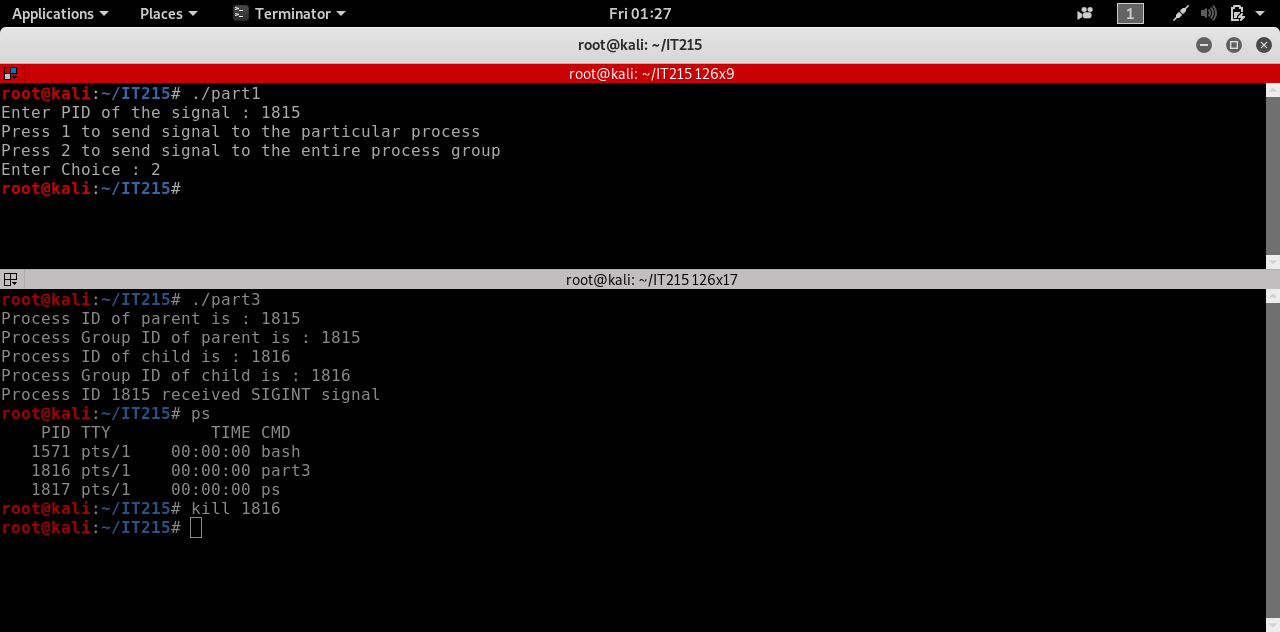 Applications Places Terminator Fri 01:27 1
root@kali: ~/IT215
root@kali: ~/IT215 126x9
root@kali:~/IT215# ./part1
Enter PID of the signal : 1815
Press 1 to send signal to the particular process
Press 2 to send signal to the entire process group
Enter Choice : 2
root@kali:~/IT215#
root@kali: ~/IT215 126x17
root@kali:~/IT215# ./part3
Process ID of parent is : 1815
Process Group ID of parent is : 1815
Process ID of child is : 1816
Process Group ID of child is : 1816
Process ID 1815 received SIGINT signal
root@kali:~/IT215# ps
    PID TTY          TIME CMD
   1571 pts/1    00:00:00 bash
   1816 pts/1    00:00:00 part3
   1817 pts/1    00:00:00 ps
root@kali:~/IT215# kill 1816
root@kali:~/IT215#